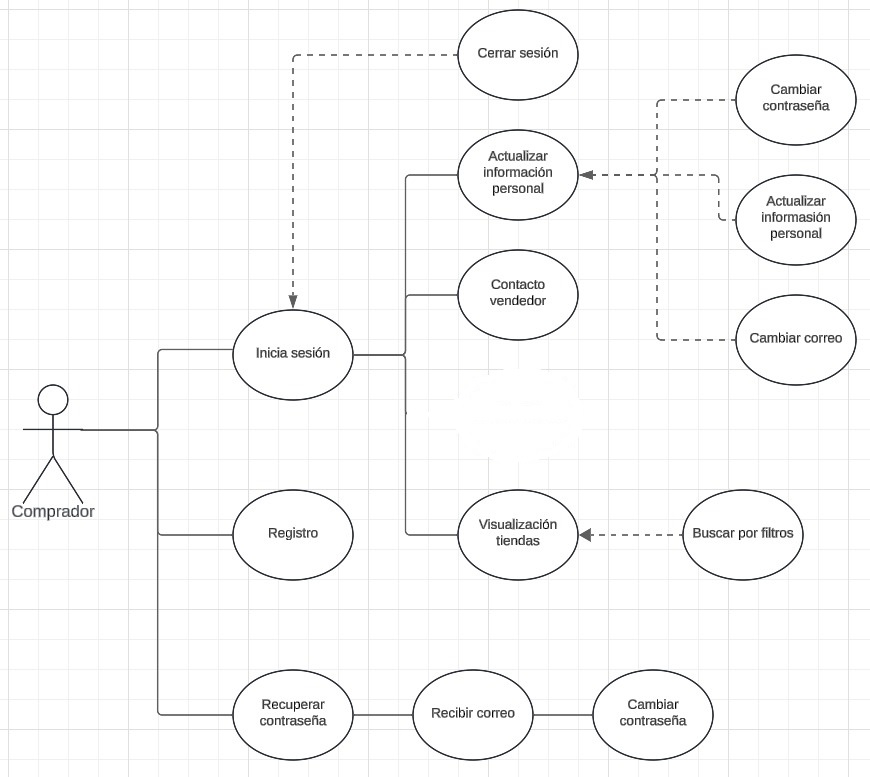 Cerrar sesión
Cambiar
contraseña
Actualizar
información
personal
Actualizar
informasión
personal
Contacto
vendedor
Inicia sesión
Cambiar correo
Comprador
Registro
Visualización
tiendas
Buscar por filtros
Recuperar
contraseña
Recibir correo
Cambiar
contraseña